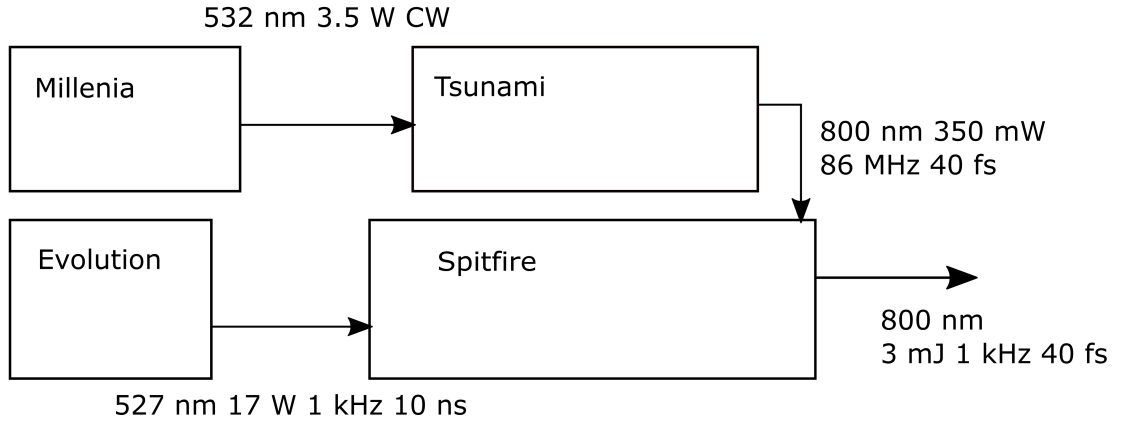 532 nm 3.5 W CW
Millenia
Tsunami
800 nm 350 mW
86 MHz 40 fs
Evolution
Spitfire
800 nm
3 mJ 1 kHz 40 fs
527 nm 17 W 1 kHz 10 ns